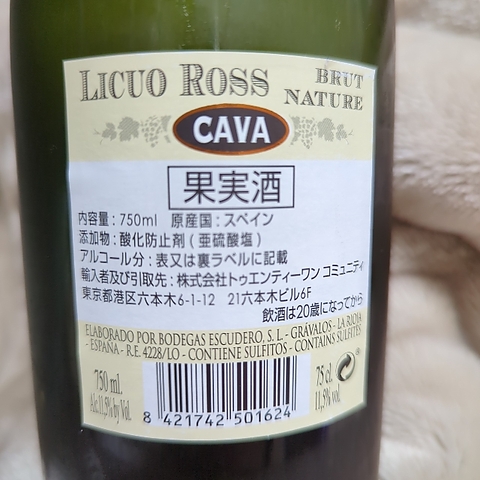 LICUO ROSS BRUT NATURE
CAVA
果実酒
内容量：750ml 原産国：スペイン
添加物：酸化防止剤（亜硫酸塩）
アルコール分：表又は裏ラベルに記載
輸入者及び引取先：株式会社トゥエンティーワン コミュニティ
東京都港区六本木6-1-12 21六本木ビル6F
飲酒は20歳になってから
ELABORADO POR BODEGAS ESCUDERO, S.L. - GRÁVALOS - LA RIOJA
- ESPAÑA - R.E. 4228/LO - CONTIENE SULFITOS - CONTAINS SULFITES
750 ml. 75 cl.
Alc.11,5% by Vol. 11,5% vol.
8 421742 501624